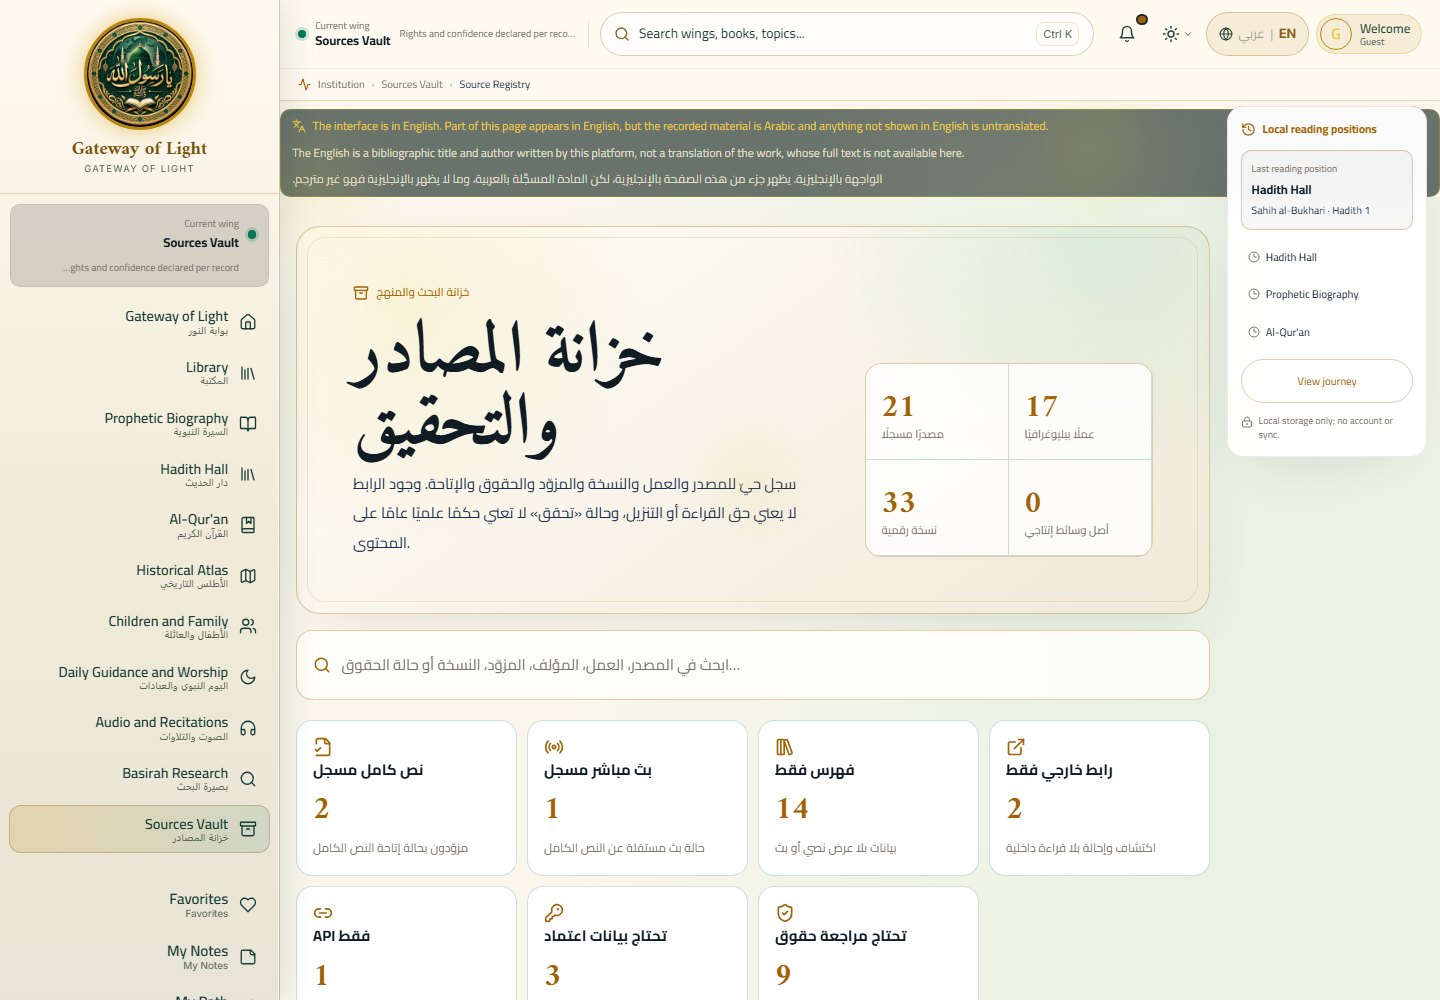 يا رسول الله
Gateway of Light
GATEWAY OF LIGHT
Current wing
Sources Vault
...ghts and confidence declared per record
Gateway of Light
بوابة النور
Library
المكتبة
Prophetic Biography
السيرة النبوية
Hadith Hall
دار الحديث
Al-Qur'an
القرآن الكريم
Historical Atlas
الأطلس التاريخي
Children and Family
الأطفال والعائلة
Daily Guidance and Worship
اليوم النبوي والعبادات
Audio and Recitations
الصوت والتلاوات
Basirah Research
بصيرة البحث
Sources Vault
خزانة المصادر
Favorites
Favorites
My Notes
My Notes
My Path
Current wing
Sources Vault
Rights and confidence declared per reco...
Search wings, books, topics...
Ctrl K
عربي | EN
G
Welcome
Guest
Institution ‹ Sources Vault ‹ Source Registry
The interface is in English. Part of this page appears in English, but the recorded material is Arabic and anything not shown in English is untranslated.
The English is a bibliographic title and author written by this platform, not a translation of the work, whose full text is not available here.
الواجهة بالإنجليزية. يظهر جزء من هذه الصفحة بالإنجليزية، لكن المادة المسجَّلة بالعربية، وما لا يظهر بالإنجليزية فهو غير مترجم.
خزانة البحث والمنهج
خزانة المصادر
والتحقيق
سجل حيّ للمصدر والعمل والنسخة والمزوّد والحقوق والإتاحة. وجود الرابط
لا يعني حق القراءة أو التنزيل، وحالة «تحقق» لا تعني حكمًا علميًا عامًا على
المحتوى.
21
مصدرًا مسجلًا
17
عملًا ببليوغرافيًا
33
نسخة رقمية
0
أصل وسائط إنتاجي
ابحث في المصدر، العمل، المؤلف، المزوّد، النسخة أو حالة الحقوق...
نص كامل مسجل
2
مزوّدون بحالة إتاحة النص الكامل
بث مباشر مسجل
1
حالة بث مستقلة عن النص الكامل
فهرس فقط
14
بيانات بلا عرض نصي أو بث
رابط خارجي فقط
2
اكتشاف وإحالة بلا قراءة داخلية
API فقط
1
تحتاج بيانات اعتماد
3
تحتاج مراجعة حقوق
9
Local reading positions
Last reading position
Hadith Hall
Sahih al-Bukhari · Hadith 1
Hadith Hall
Prophetic Biography
Al-Qur'an
View journey
Local storage only; no account or
sync.